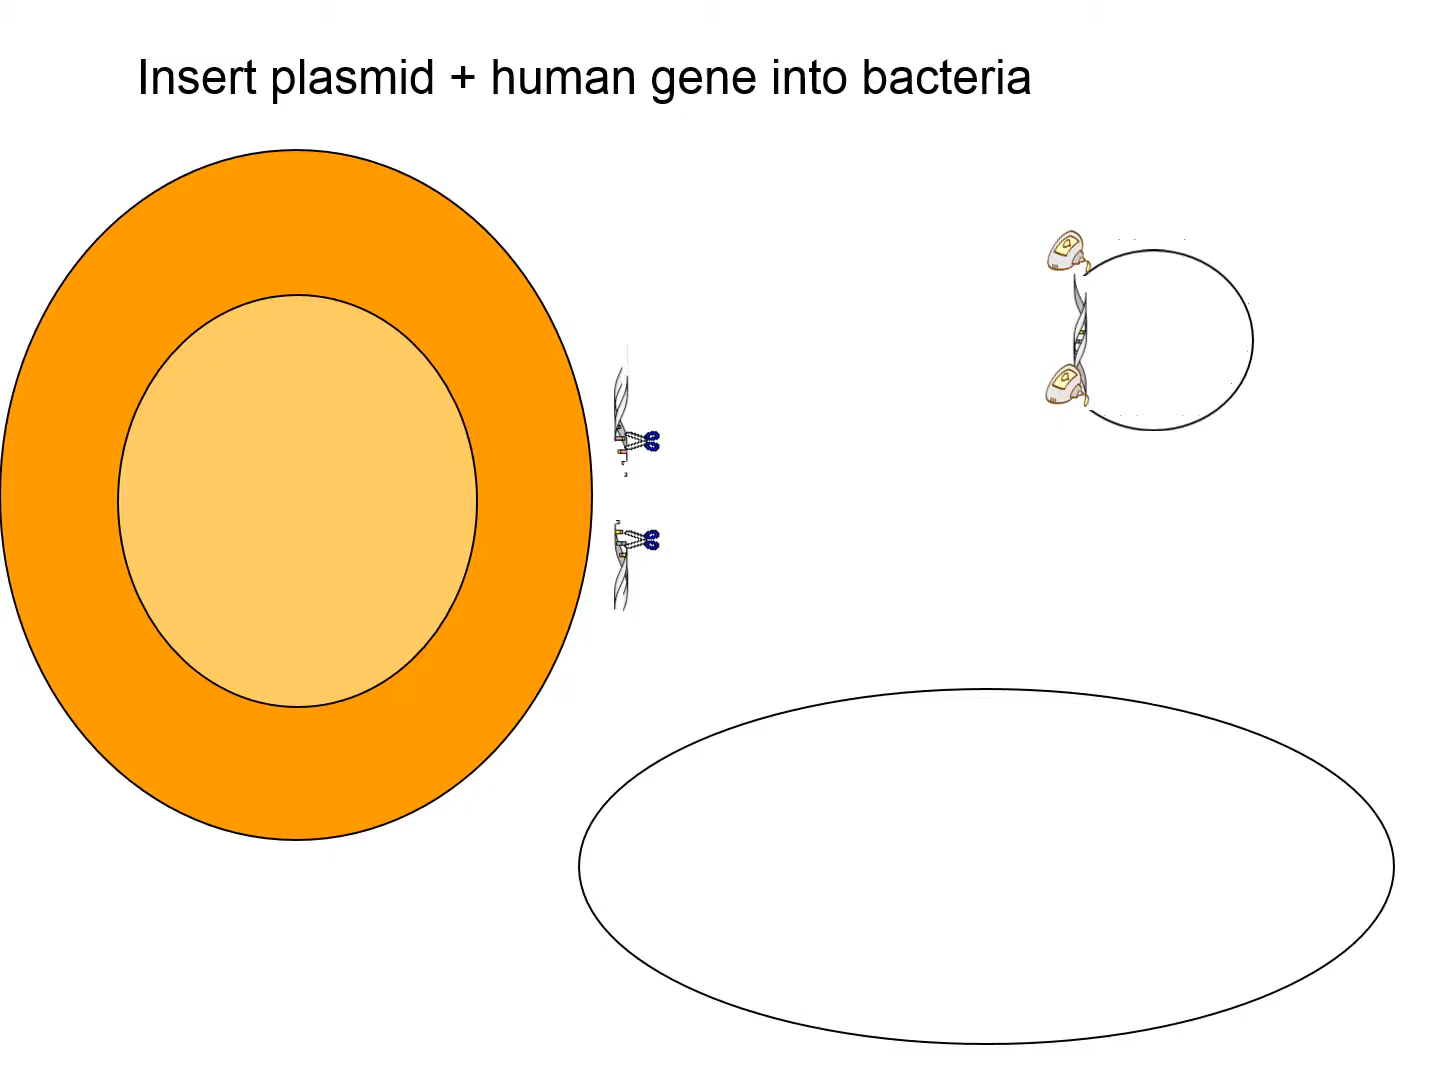 Insert plasmid + human gene into bacteria